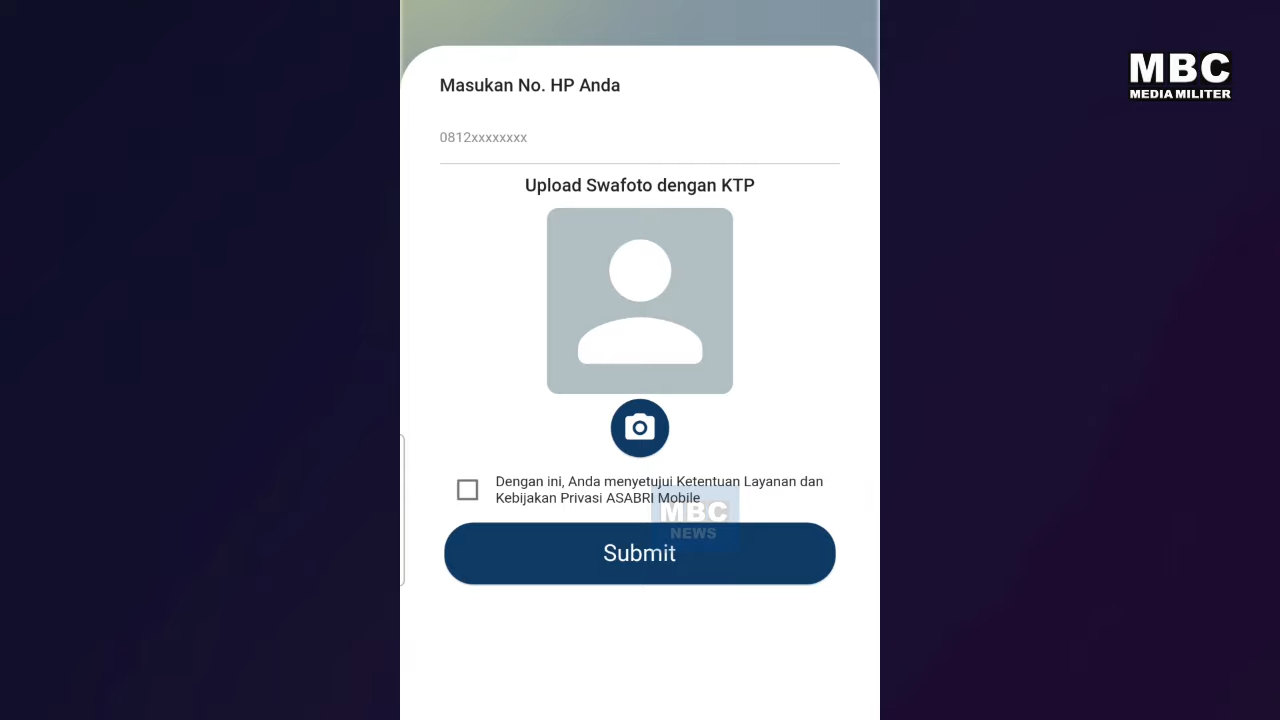 MBC
MEDIA MILITER
Masukan No. HP Anda
0812xxxxxxxx
Upload Swafoto dengan KTP
Dengan ini, Anda menyetujui Ketentuan Layanan dan
Kebijakan Privasi ASABRI Mobile
MBC
NEWS
Submit